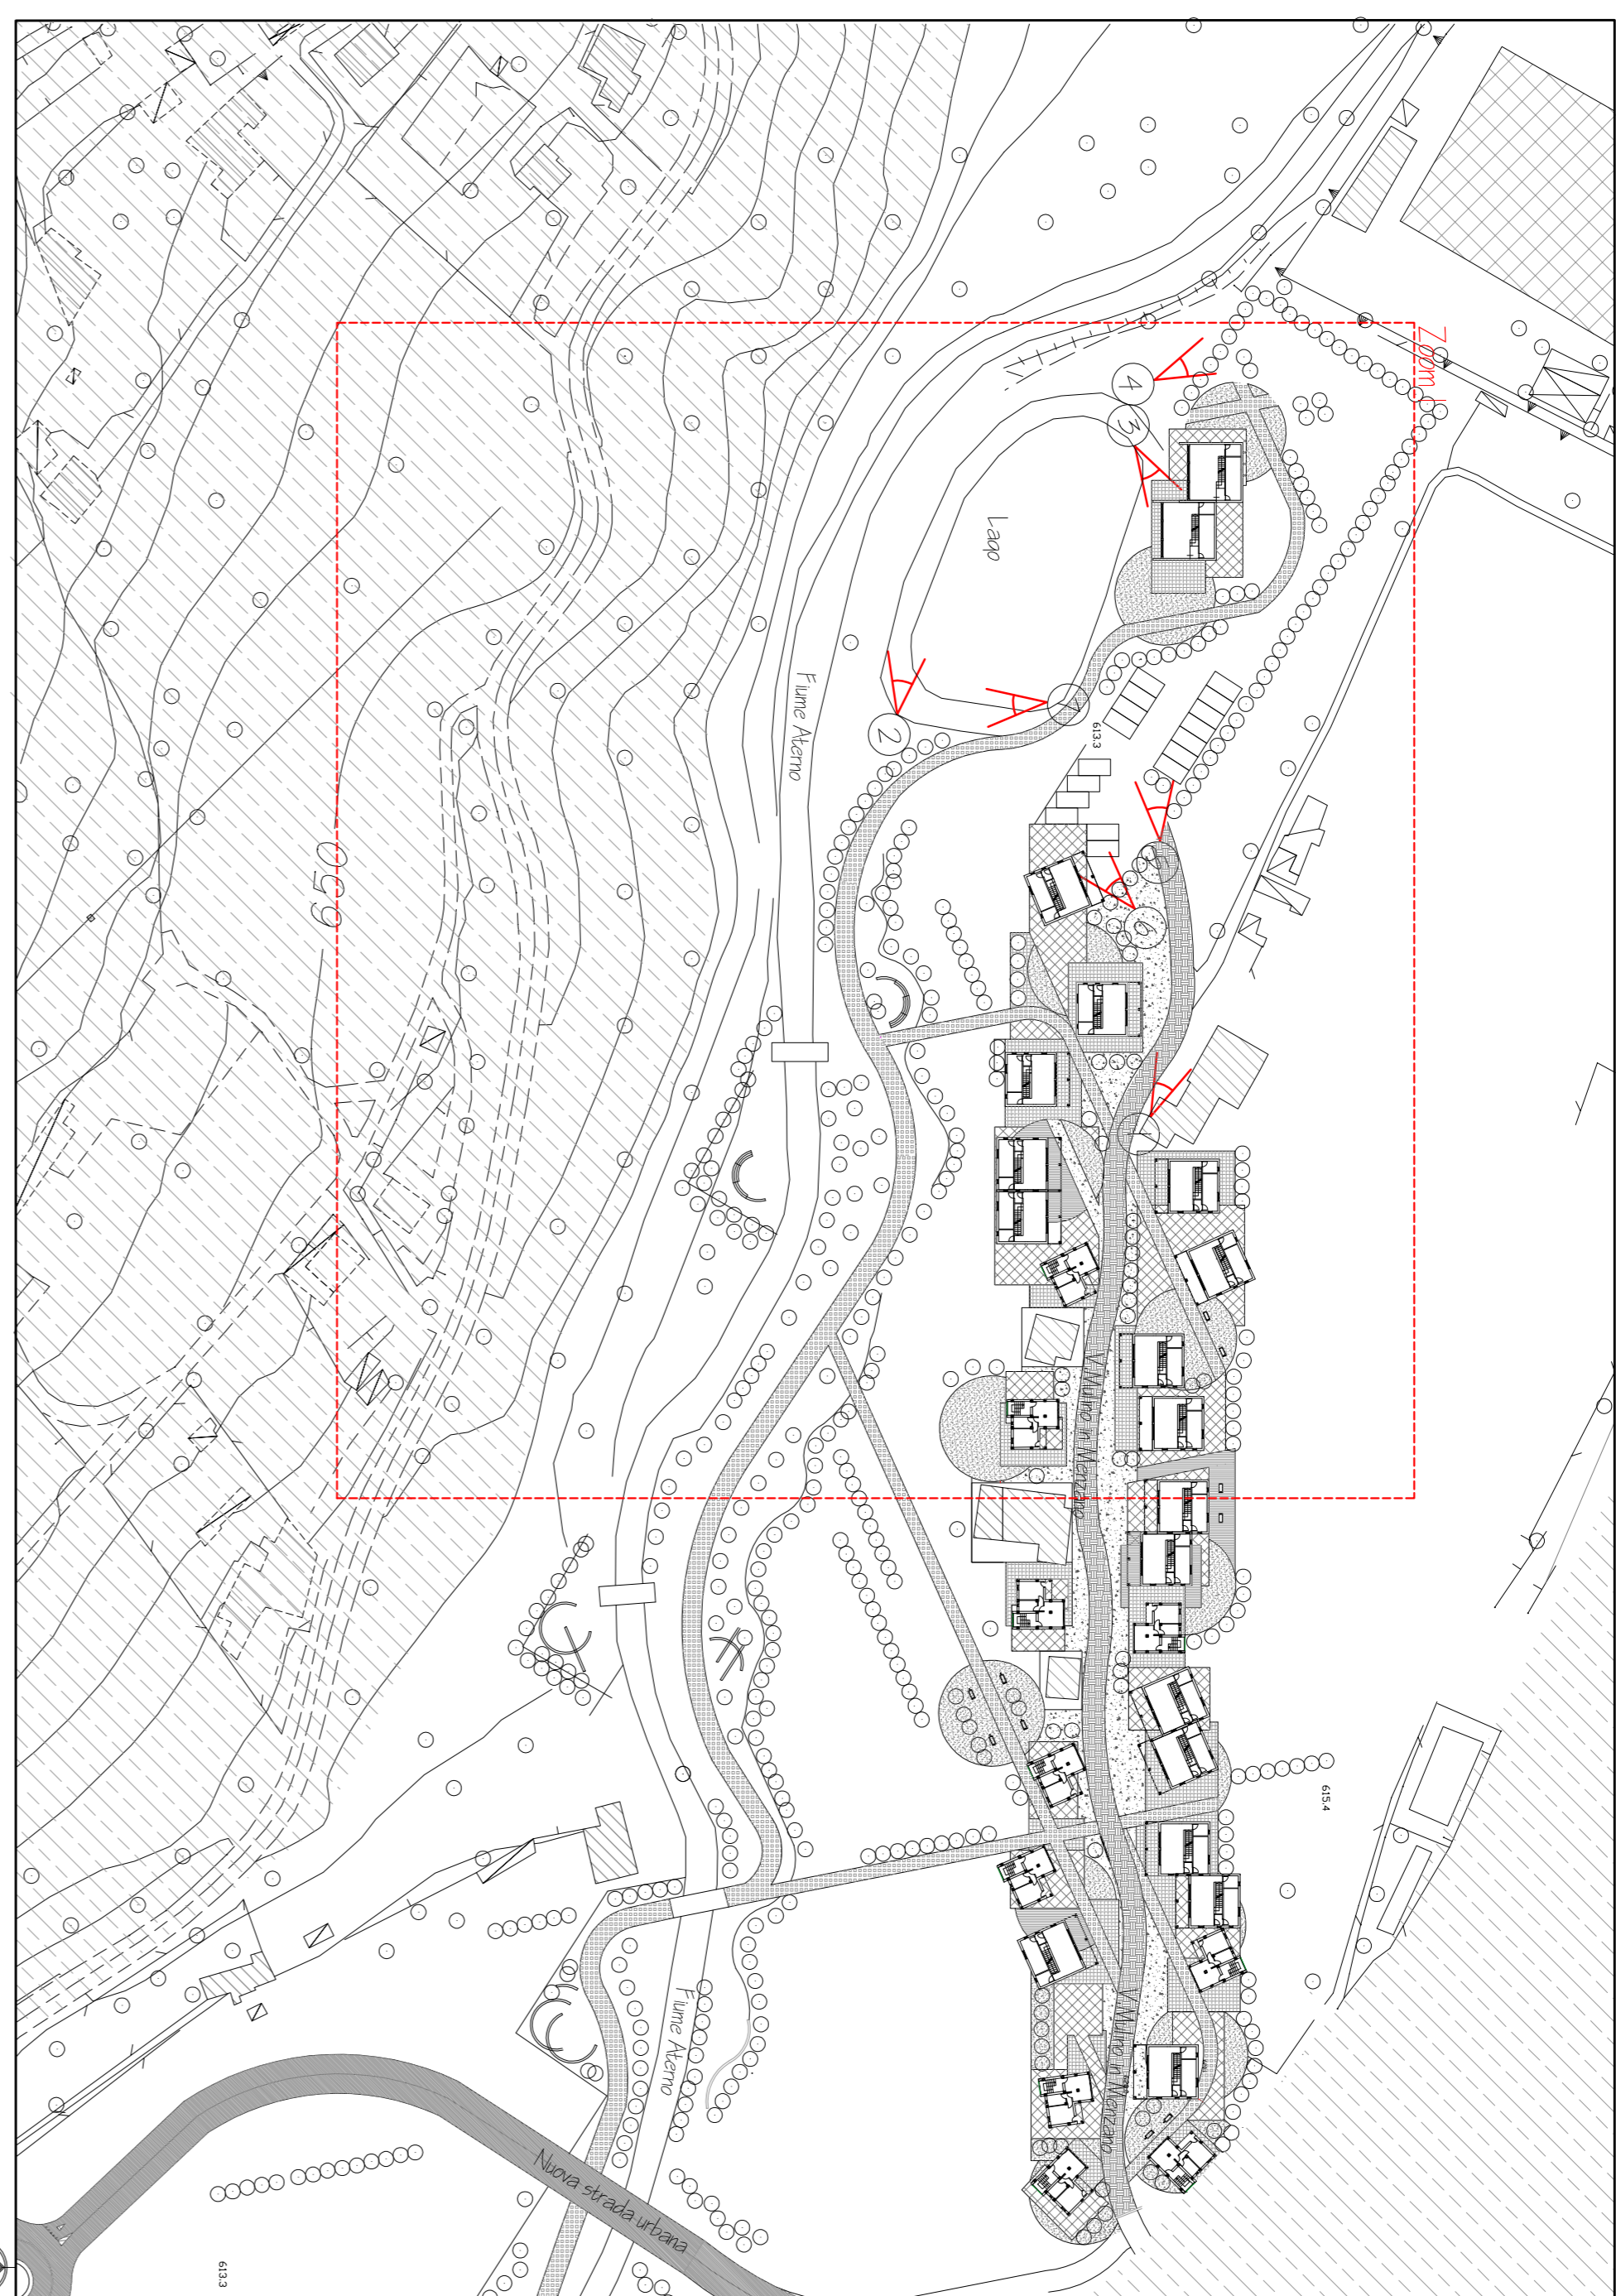 Zoom
4
3
Lago
Fiume Aterno
2
613.3
650
6
V.Mulino in Menzano
615.4
Fiume Aterno
V.Mulino in Menzano
Nuova strada urbana
613.3